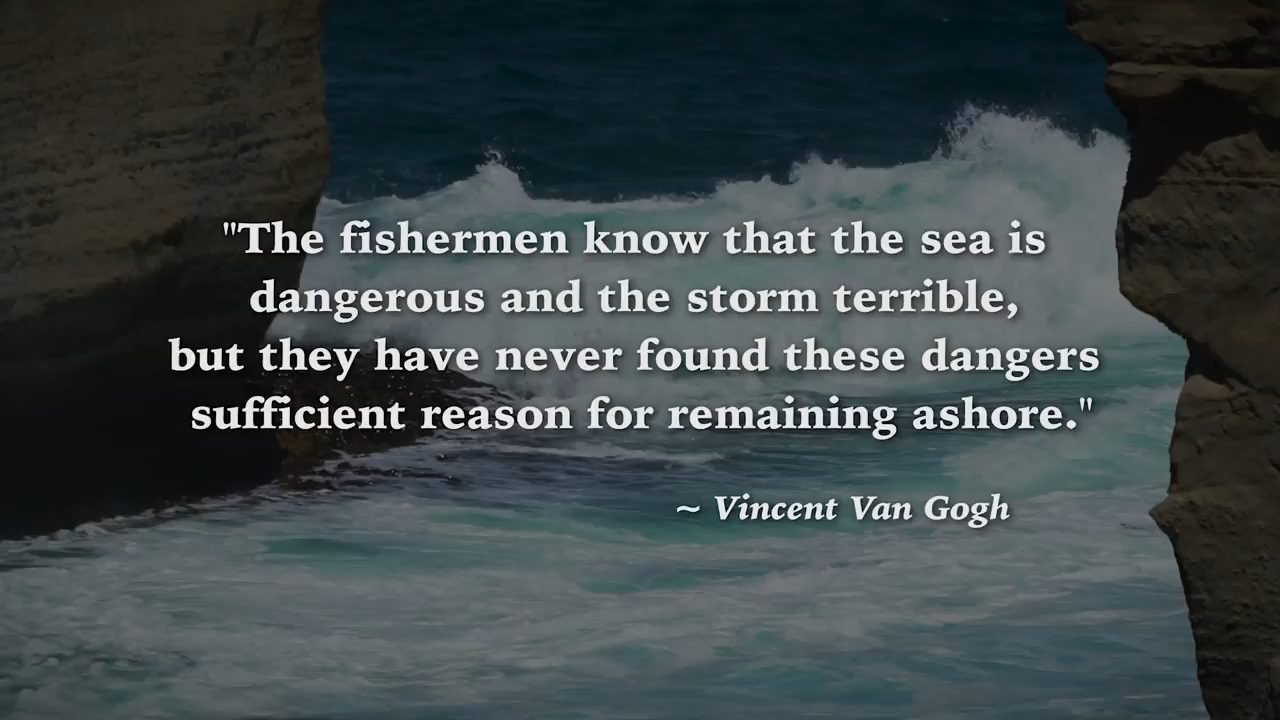 "The fishermen know that the sea is
dangerous and the storm terrible,
but they have never found these dangers
sufficient reason for remaining ashore."
~ Vincent Van Gogh